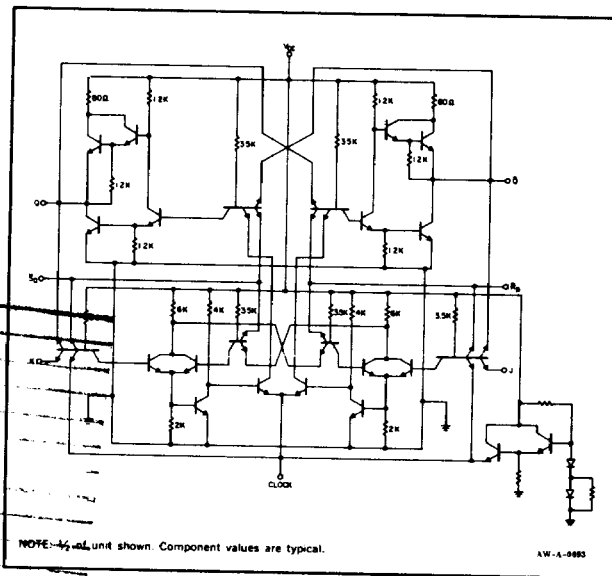 VCC
80Ω
1.2K
1.2K
80Ω
3.5K
3.5K
1.2K
1.2K
Q
Q̄
1.2K
1.2K
SD
RD
6K
4K
3.5K
3.5K
4K
6K
3.5K
K
J
2K
2K
CLOCK
NOTE: ½ of unit shown. Component values are typical.
AW-A-0093